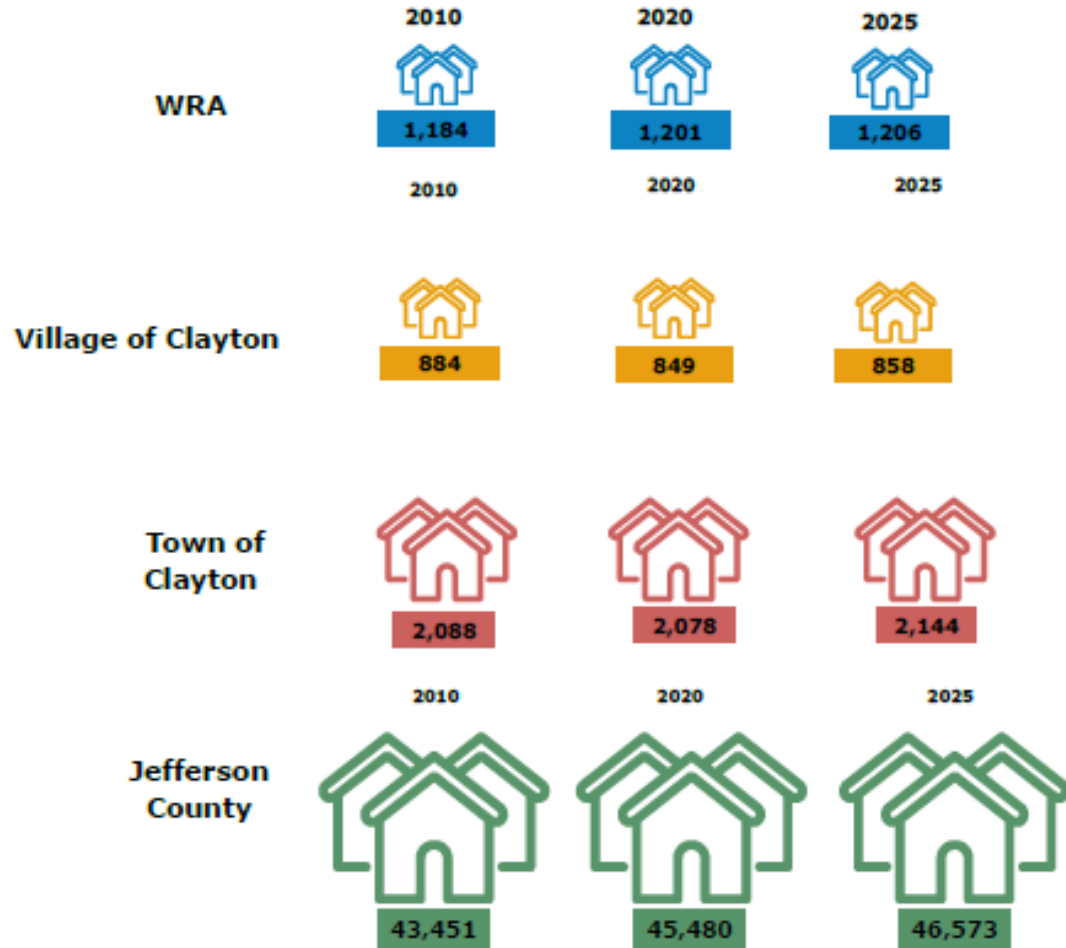 2010 2020 2025
WRA
1,184 1,201 1,206
2010 2020 2025
Village of Clayton
884 849 858
Town of
Clayton
2,088 2,078 2,144
2010 2020 2025
Jefferson
County
43,451 45,480 46,573